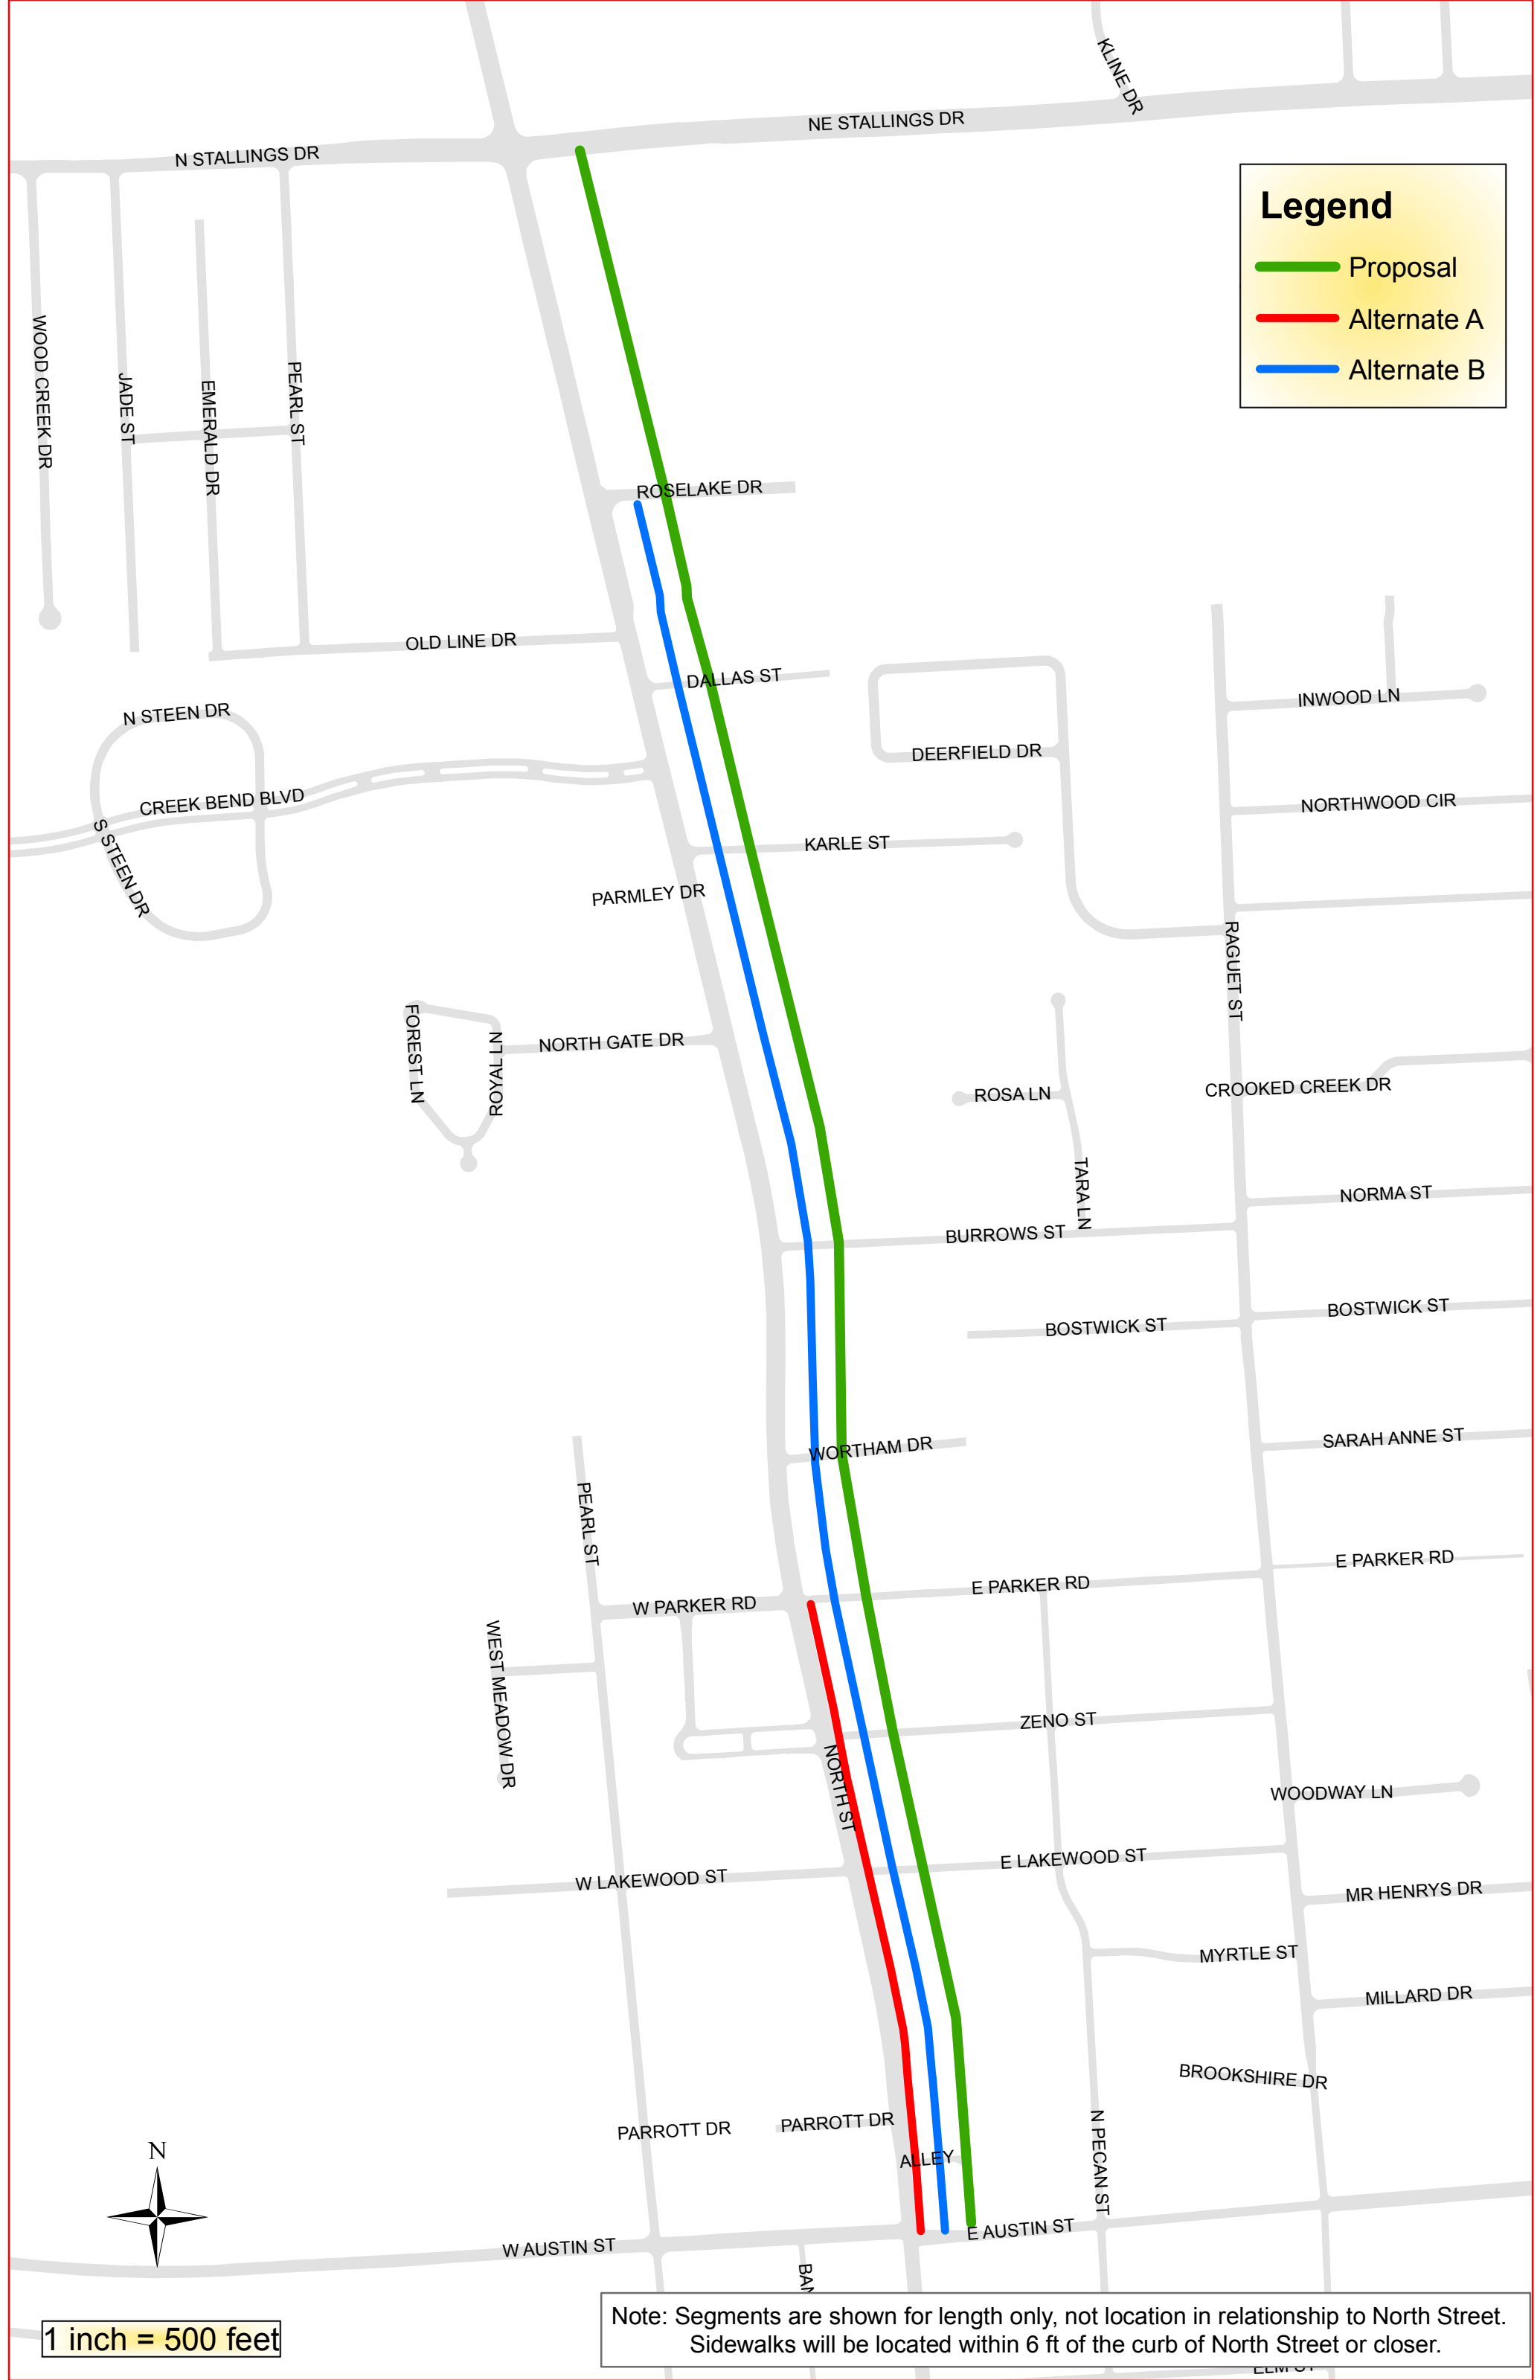 KLINE DR
NE STALLINGS DR
N STALLINGS DR
Legend
Proposal
Alternate A
Alternate B
WOOD CREEK DR
JADE ST
EMERALD DR
PEARL ST
ROSELAKE DR
OLD LINE DR
DALLAS ST
N STEEN DR
INWOOD LN
DEERFIELD DR
CREEK BEND BLVD
NORTHWOOD CIR
S STEEN DR
KARLE ST
PARMLEY DR
RAGUET ST
FOREST LN
ROYAL LN
NORTH GATE DR
ROSA LN
CROOKED CREEK DR
TARA LN
NORMA ST
BURROWS ST
BOSTWICK ST
BOSTWICK ST
WORTHAM DR
SARAH ANNE ST
PEARL ST
E PARKER RD
E PARKER RD
W PARKER RD
WEST MEADOW DR
ZENO ST
NORTH ST
WOODWAY LN
E LAKEWOOD ST
W LAKEWOOD ST
MR HENRYS DR
MYRTLE ST
MILLARD DR
BROOKSHIRE DR
PARROTT DR
PARROTT DR
N PECAN ST
ALLEY
N
E AUSTIN ST
W AUSTIN ST
1 inch = 500 feet
Note: Segments are shown for length only, not location in relationship to North Street.
Sidewalks will be located within 6 ft of the curb of North Street or closer.